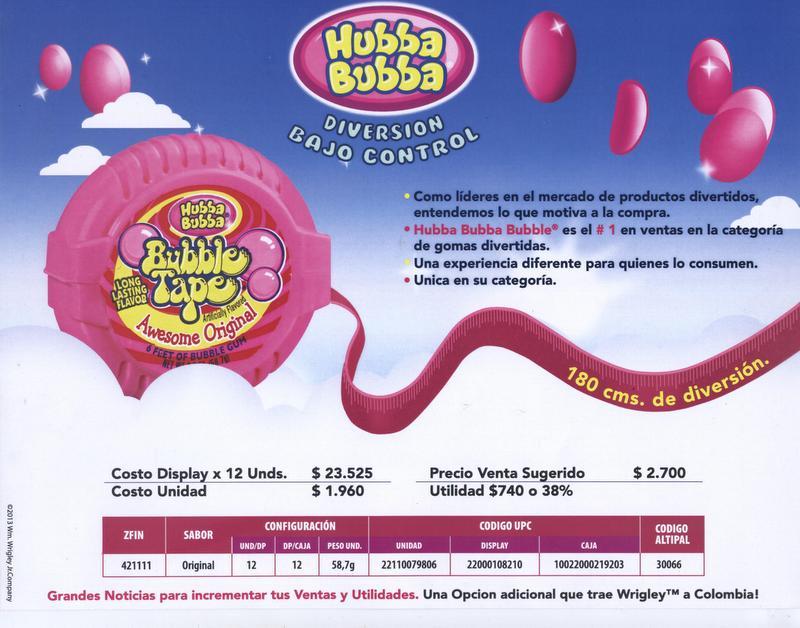 Hubba
Bubba
DIVERSION
BAJO CONTROL
• Como líderes en el mercado de productos divertidos,
entendemos lo que motiva a la compra.
• Hubba Bubba Bubble® es el # 1 en ventas en la categoría
de gomas divertidas.
• Una experiencia diferente para quienes lo consumen.
• Unica en su categoría.
Hubba
Bubba
Bubble
Tape
LONG
LASTING
FLAVOR
Artificially Flavored
Awesome Original
6 FEET OF BUBBLE GUM
180 cms. de diversión.
Costo Display x 12 Unds. $ 23.525
Costo Unidad $ 1.960
Precio Venta Sugerido $ 2.700
Utilidad $740 o 38%
ZFIN SABOR CONFIGURACIÓN CODIGO UPC CODIGO ALTIPAL
UND/DP DP/CAJA PESO UND. UNIDAD DISPLAY CAJA
421111 Original 12 12 58,7g 22110079806 22000108210 10022000219203 30066
Grandes Noticias para incrementar tus Ventas y Utilidades. Una Opcion adicional que trae Wrigley™ a Colombia!
©2013 Wm. Wrigley Jr. Company